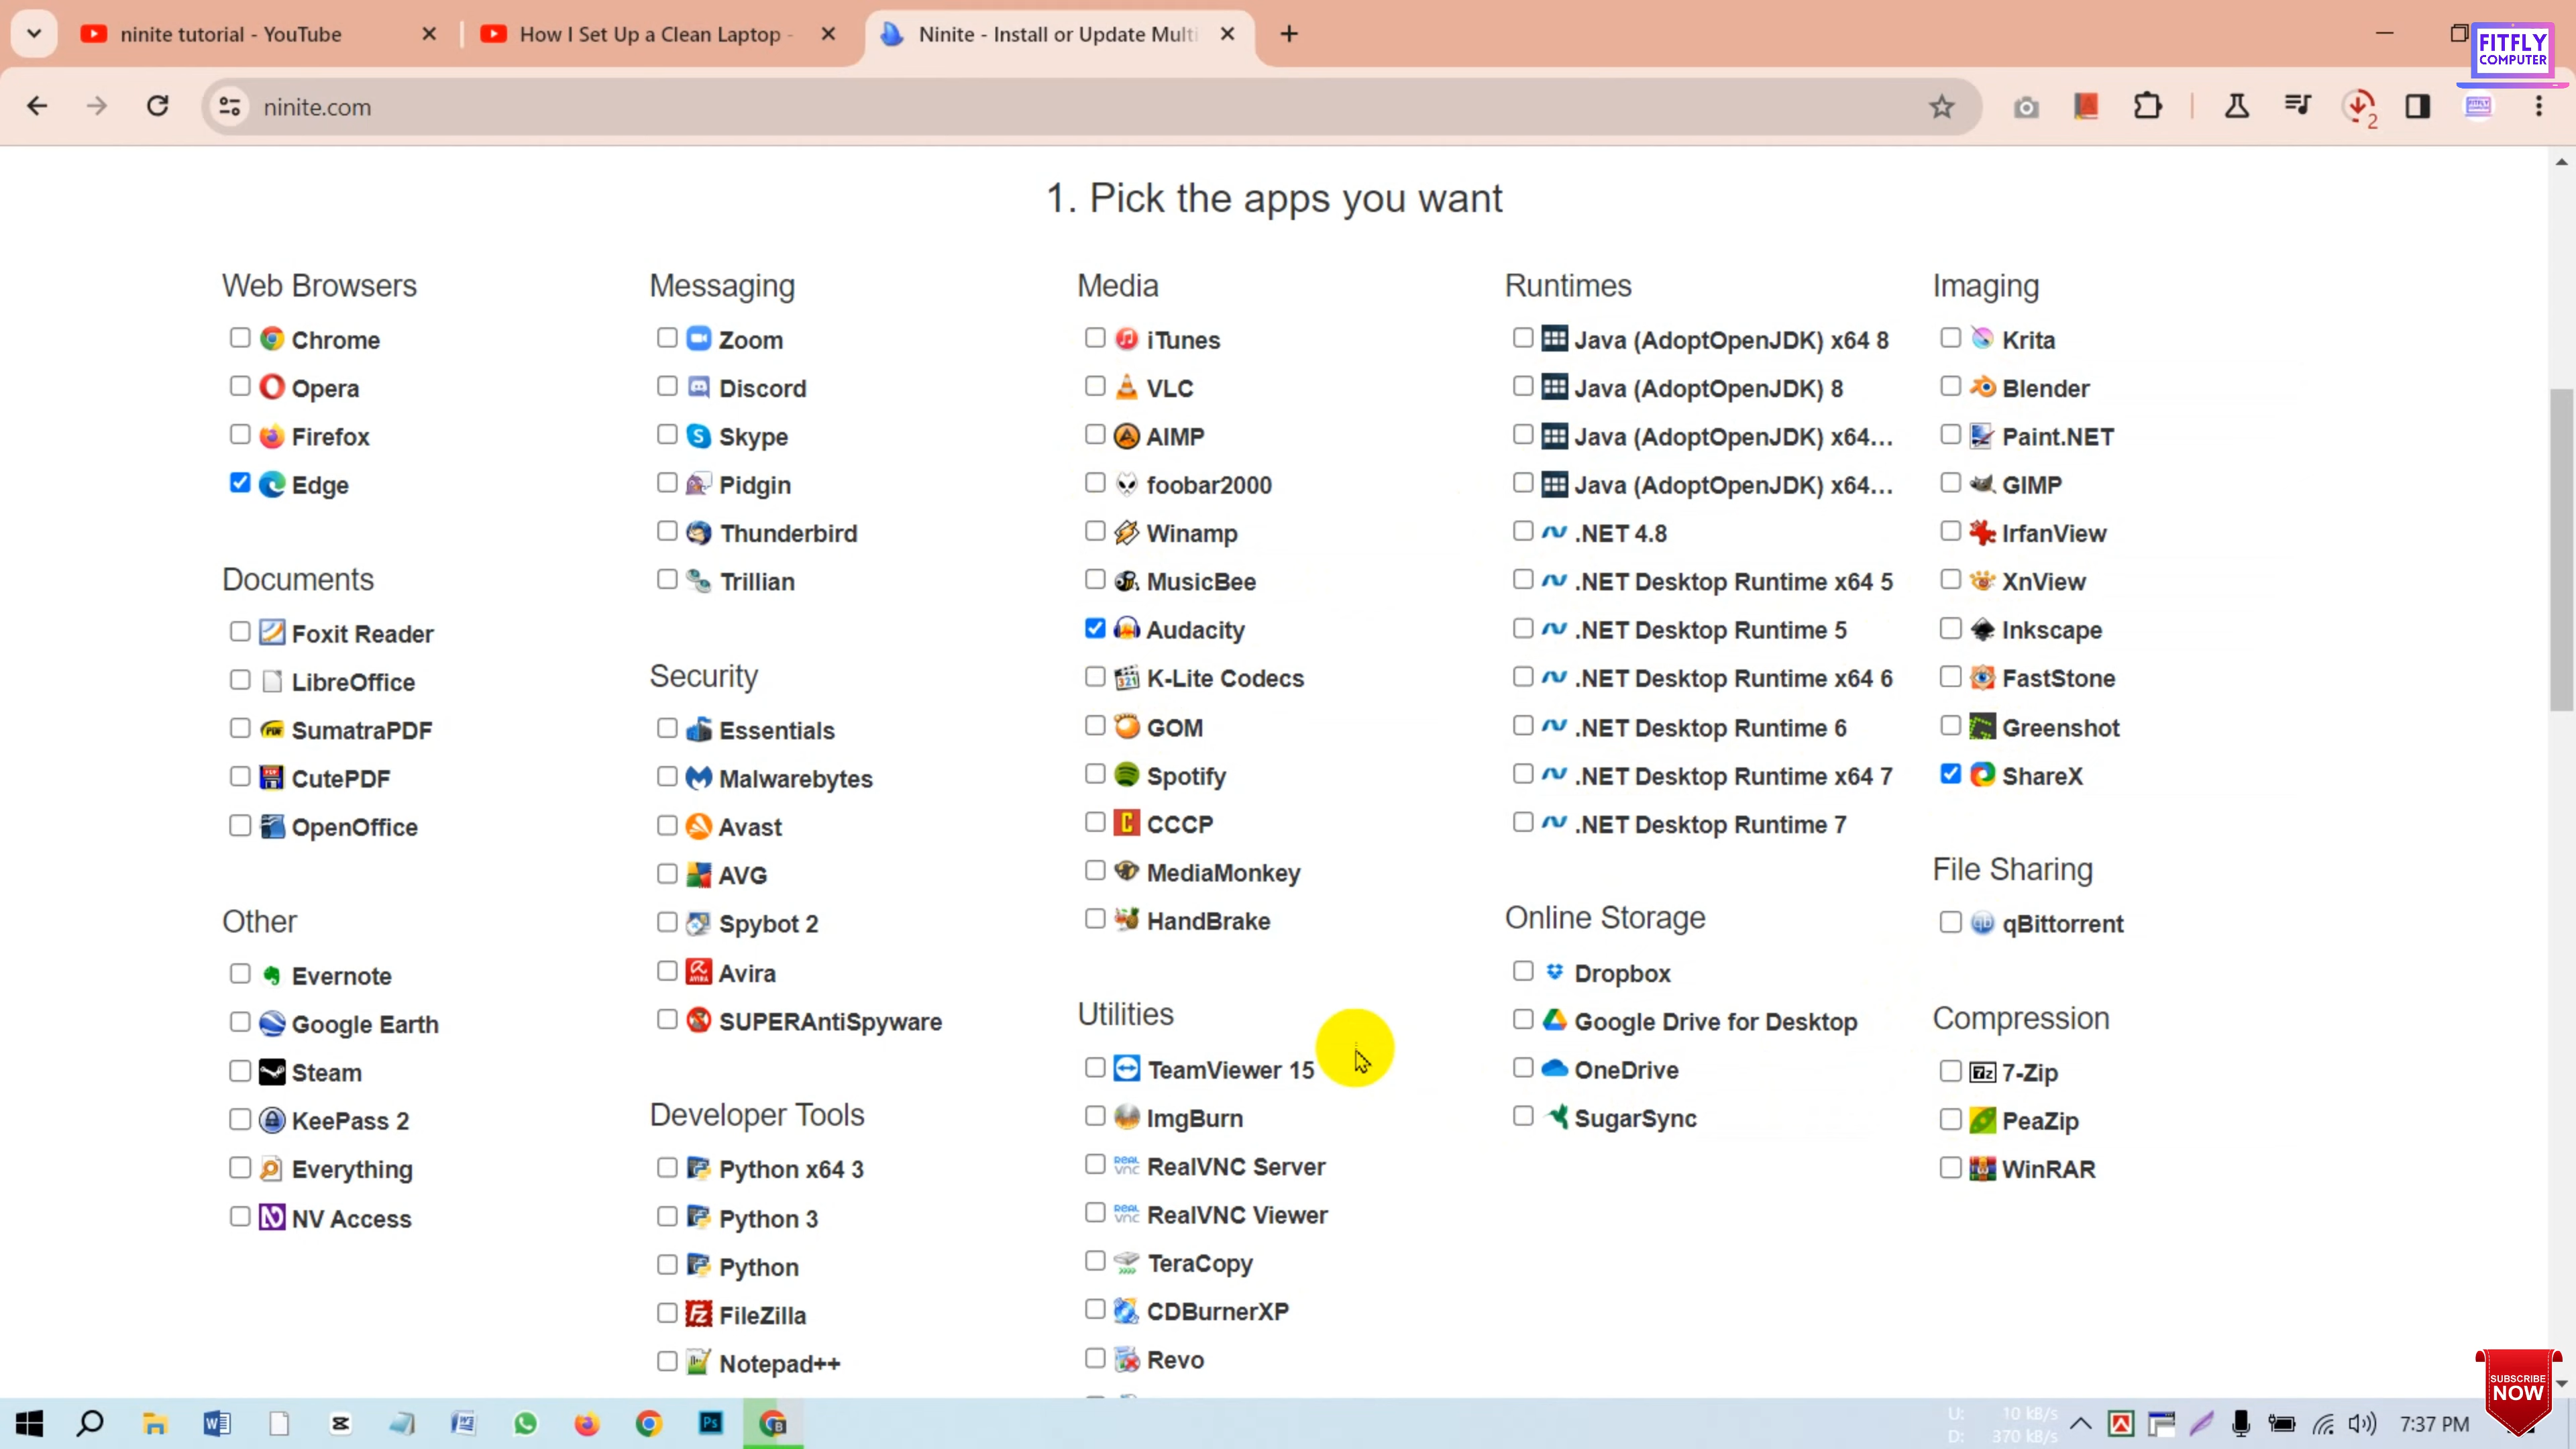 ninite tutorial - YouTube
How I Set Up a Clean Laptop -
Ninite - Install or Update Multi
FITFLY
COMPUTER
ninite.com
2
1. Pick the apps you want
Web Browsers
Chrome
Opera
Firefox
Edge
Documents
Foxit Reader
LibreOffice
SumatraPDF
CutePDF
OpenOffice
Other
Evernote
Google Earth
Steam
KeePass 2
Everything
NV Access
Messaging
Zoom
Discord
Skype
Pidgin
Thunderbird
Trillian
Security
Essentials
Malwarebytes
Avast
AVG
Spybot 2
Avira
SUPERAntiSpyware
Developer Tools
Python x64 3
Python 3
Python
FileZilla
Notepad++
Media
iTunes
VLC
AIMP
foobar2000
Winamp
MusicBee
Audacity
K-Lite Codecs
GOM
Spotify
CCCP
MediaMonkey
HandBrake
Utilities
TeamViewer 15
ImgBurn
RealVNC Server
RealVNC Viewer
TeraCopy
CDBurnerXP
Revo
Runtimes
Java (AdoptOpenJDK) x64 8
Java (AdoptOpenJDK) 8
Java (AdoptOpenJDK) x64...
Java (AdoptOpenJDK) x64...
.NET 4.8
.NET Desktop Runtime x64 5
.NET Desktop Runtime 5
.NET Desktop Runtime x64 6
.NET Desktop Runtime 6
.NET Desktop Runtime x64 7
.NET Desktop Runtime 7
Online Storage
Dropbox
Google Drive for Desktop
OneDrive
SugarSync
Imaging
Krita
Blender
Paint.NET
GIMP
IrfanView
XnView
Inkscape
FastStone
Greenshot
ShareX
File Sharing
qBittorrent
Compression
7-Zip
PeaZip
WinRAR
SUBSCRIBE
NOW
U: 10 kB/s
D: 370 kB/s
7:37 PM